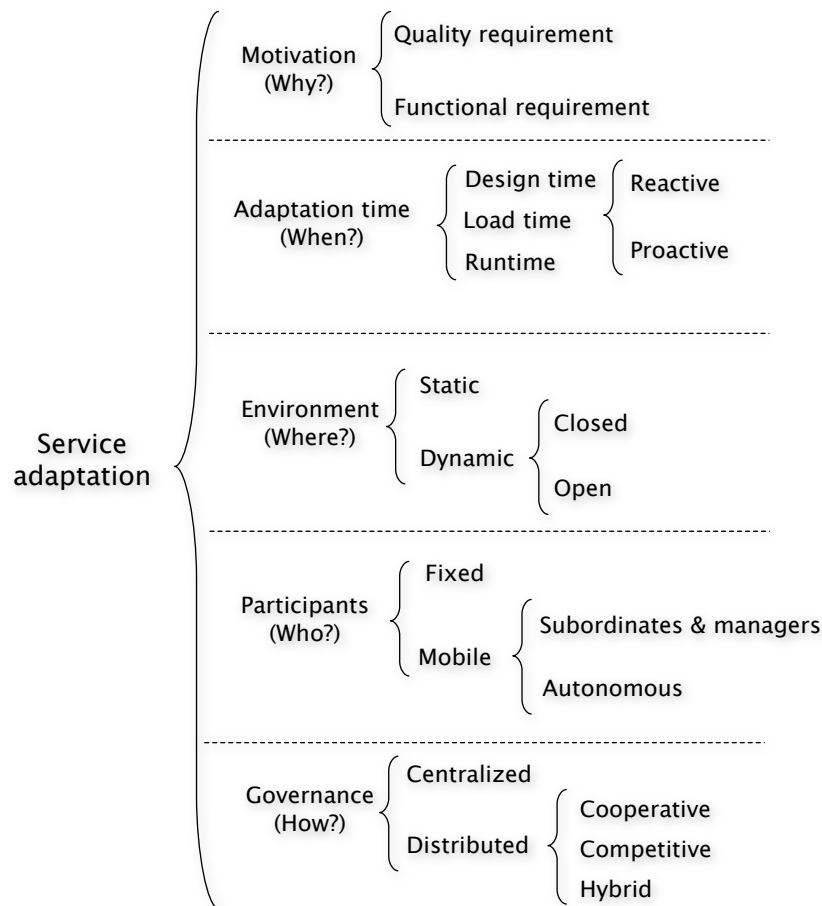 Service
adaptation
Motivation
(Why?)
Quality requirement
Functional requirement
Adaptation time
(When?)
Design time
Load time
Runtime
Reactive
Proactive
Environment
(Where?)
Static
Dynamic
Closed
Open
Participants
(Who?)
Fixed
Mobile
Subordinates & managers
Autonomous
Governance
(How?)
Centralized
Distributed
Cooperative
Competitive
Hybrid